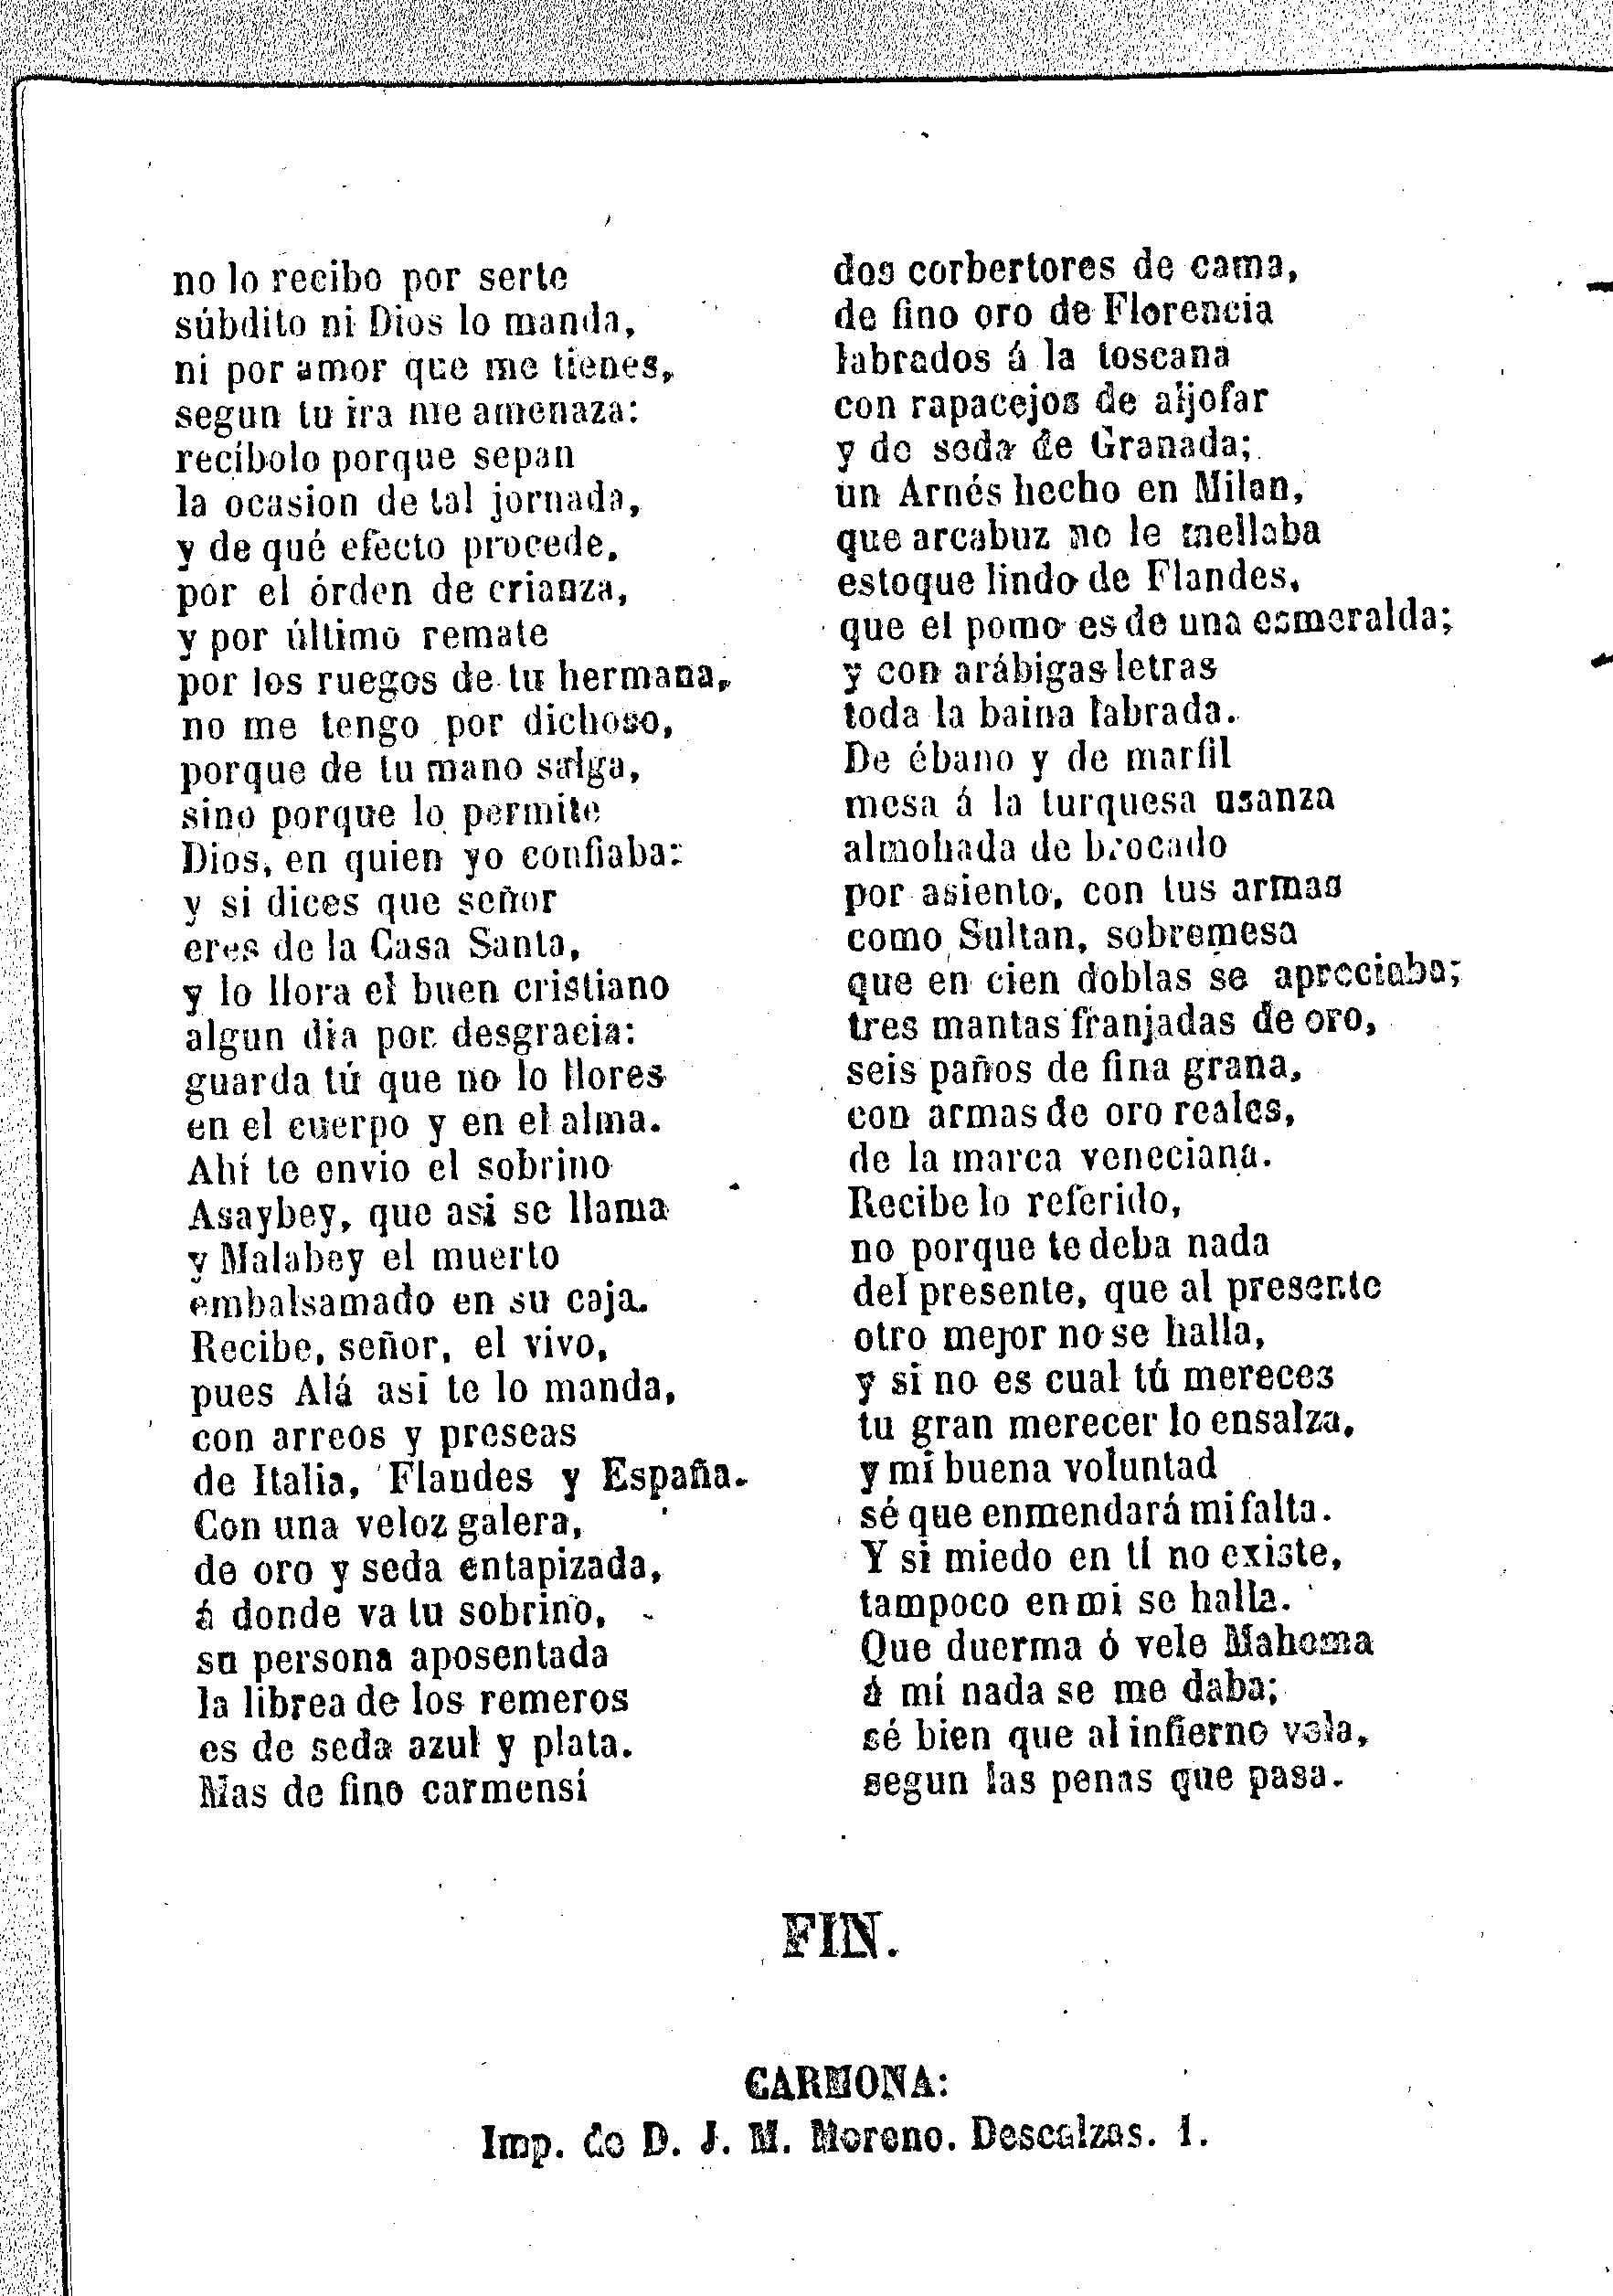 no lo recibo por serte
súbdito ni Dios lo manda,
ni por amor que me tienes,
segun tu ira me amenaza:
recíbolo porque sepan
la ocasion de tal jornada,
y de qué efecto procede.
por el órden de crianza,
y por último remate
por los ruegos de tu hermana,
no me tengo por dichoso,
porque de tu mano salga,
sino porque lo permite
Dios, en quien yo confiaba:
y si dices que señor
eres de la Casa Santa,
y lo llora el buen cristiano
algun dia por desgracia:
guarda tú que no lo llores
en el cuerpo y en el alma.
Ahí te envio el sobrino
Asaybey, que asi se llama
y Malabey el muerto
embalsamado en su caja.
Recibe, señor, el vivo,
pues Alá asi te lo manda,
con arreos y preseas
de Italia, Flandes y España.
Con una veloz galera,
de oro y seda entapizada,
á donde va tu sobrino,
su persona aposentada
la librea de los remeros
es de seda azul y plata.
Mas de fino carmensí
dos corbertores de cama,
de fino oro de Florencia
labrados á la toscana
con rapacejos de aljofar
y de seda de Granada;
un Arnés hecho en Milan,
que arcabuz no le mellaba
estoque lindo de Flandes,
que el pomo es de una esmeralda;
y con arábigas letras
toda la baina labrada.
De ébano y de marfil
mesa á la turquesa usanza
almohada de brocado
por asiento, con tus armas
como Sultan, sobremesa
que en cien doblas se apreciaba;
tres mantas franjadas de oro,
seis paños de fina grana,
con armas de oro reales,
de la marca veneciana.
Recibe lo referido,
no porque te deba nada
del presente, que al presente
otro mejor no se halla,
y si no es cual tú mereces
tu gran merecer lo ensalza,
y mi buena voluntad
sé que enmendará mi falta.
Y si miedo en tí no existe,
tampoco en mi se halla.
Que duerma ó vele Mahoma
á mí nada se me daba;
sé bien que al infierno vela,
segun las penas que pasa.
FIN.
CARMONA:
Imp. de D. J. M. Moreno. Descalzas. 1.